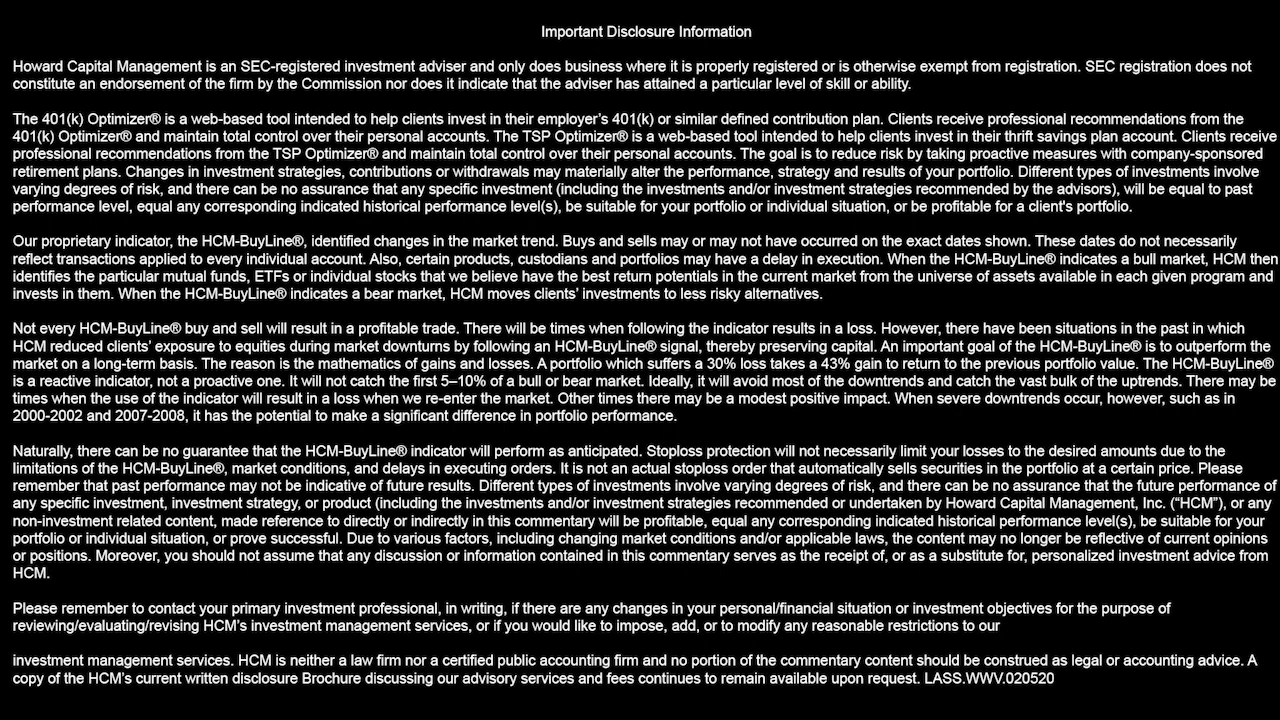 Important Disclosure Information
Howard Capital Management is an SEC-registered investment adviser and only does business where it is properly registered or is otherwise exempt from registration. SEC registration does not
constitute an endorsement of the firm by the Commission nor does it indicate that the adviser has attained a particular level of skill or ability.
The 401(k) Optimizer® is a web-based tool intended to help clients invest in their employer’s 401(k) or similar defined contribution plan. Clients receive professional recommendations from the
401(k) Optimizer® and maintain total control over their personal accounts. The TSP Optimizer® is a web-based tool intended to help clients invest in their thrift savings plan account. Clients receive
professional recommendations from the TSP Optimizer® and maintain total control over their personal accounts. The goal is to reduce risk by taking proactive measures with company-sponsored
retirement plans. Changes in investment strategies, contributions or withdrawals may materially alter the performance, strategy and results of your portfolio. Different types of investments involve
varying degrees of risk, and there can be no assurance that any specific investment (including the investments and/or investment strategies recommended by the advisors), will be equal to past
performance level, equal any corresponding indicated historical performance level(s), be suitable for your portfolio or individual situation, or be profitable for a client's portfolio.
Our proprietary indicator, the HCM-BuyLine®, identified changes in the market trend. Buys and sells may or may not have occurred on the exact dates shown. These dates do not necessarily
reflect transactions applied to every individual account. Also, certain products, custodians and portfolios may have a delay in execution. When the HCM-BuyLine® indicates a bull market, HCM then
identifies the particular mutual funds, ETFs or individual stocks that we believe have the best return potentials in the current market from the universe of assets available in each given program and
invests in them. When the HCM-BuyLine® indicates a bear market, HCM moves clients’ investments to less risky alternatives.
Not every HCM-BuyLine® buy and sell will result in a profitable trade. There will be times when following the indicator results in a loss. However, there have been situations in the past in which
HCM reduced clients’ exposure to equities during market downturns by following an HCM-BuyLine® signal, thereby preserving capital. An important goal of the HCM-BuyLine® is to outperform the
market on a long-term basis. The reason is the mathematics of gains and losses. A portfolio which suffers a 30% loss takes a 43% gain to return to the previous portfolio value. The HCM-BuyLine®
is a reactive indicator, not a proactive one. It will not catch the first 5–10% of a bull or bear market. Ideally, it will avoid most of the downtrends and catch the vast bulk of the uptrends. There may be
times when the use of the indicator will result in a loss when we re-enter the market. Other times there may be a modest positive impact. When severe downtrends occur, however, such as in
2000-2002 and 2007-2008, it has the potential to make a significant difference in portfolio performance.
Naturally, there can be no guarantee that the HCM-BuyLine® indicator will perform as anticipated. Stoploss protection will not necessarily limit your losses to the desired amounts due to the
limitations of the HCM-BuyLine®, market conditions, and delays in executing orders. It is not an actual stoploss order that automatically sells securities in the portfolio at a certain price. Please
remember that past performance may not be indicative of future results. Different types of investments involve varying degrees of risk, and there can be no assurance that the future performance of
any specific investment, investment strategy, or product (including the investments and/or investment strategies recommended or undertaken by Howard Capital Management, Inc. (“HCM”), or any
non-investment related content, made reference to directly or indirectly in this commentary will be profitable, equal any corresponding indicated historical performance level(s), be suitable for your
portfolio or individual situation, or prove successful. Due to various factors, including changing market conditions and/or applicable laws, the content may no longer be reflective of current opinions
or positions. Moreover, you should not assume that any discussion or information contained in this commentary serves as the receipt of, or as a substitute for, personalized investment advice from
HCM.
Please remember to contact your primary investment professional, in writing, if there are any changes in your personal/financial situation or investment objectives for the purpose of
reviewing/evaluating/revising HCM’s investment management services, or if you would like to impose, add, or to modify any reasonable restrictions to our
investment management services. HCM is neither a law firm nor a certified public accounting firm and no portion of the commentary content should be construed as legal or accounting advice. A
copy of the HCM’s current written disclosure Brochure discussing our advisory services and fees continues to remain available upon request. LASS.WWV.020520